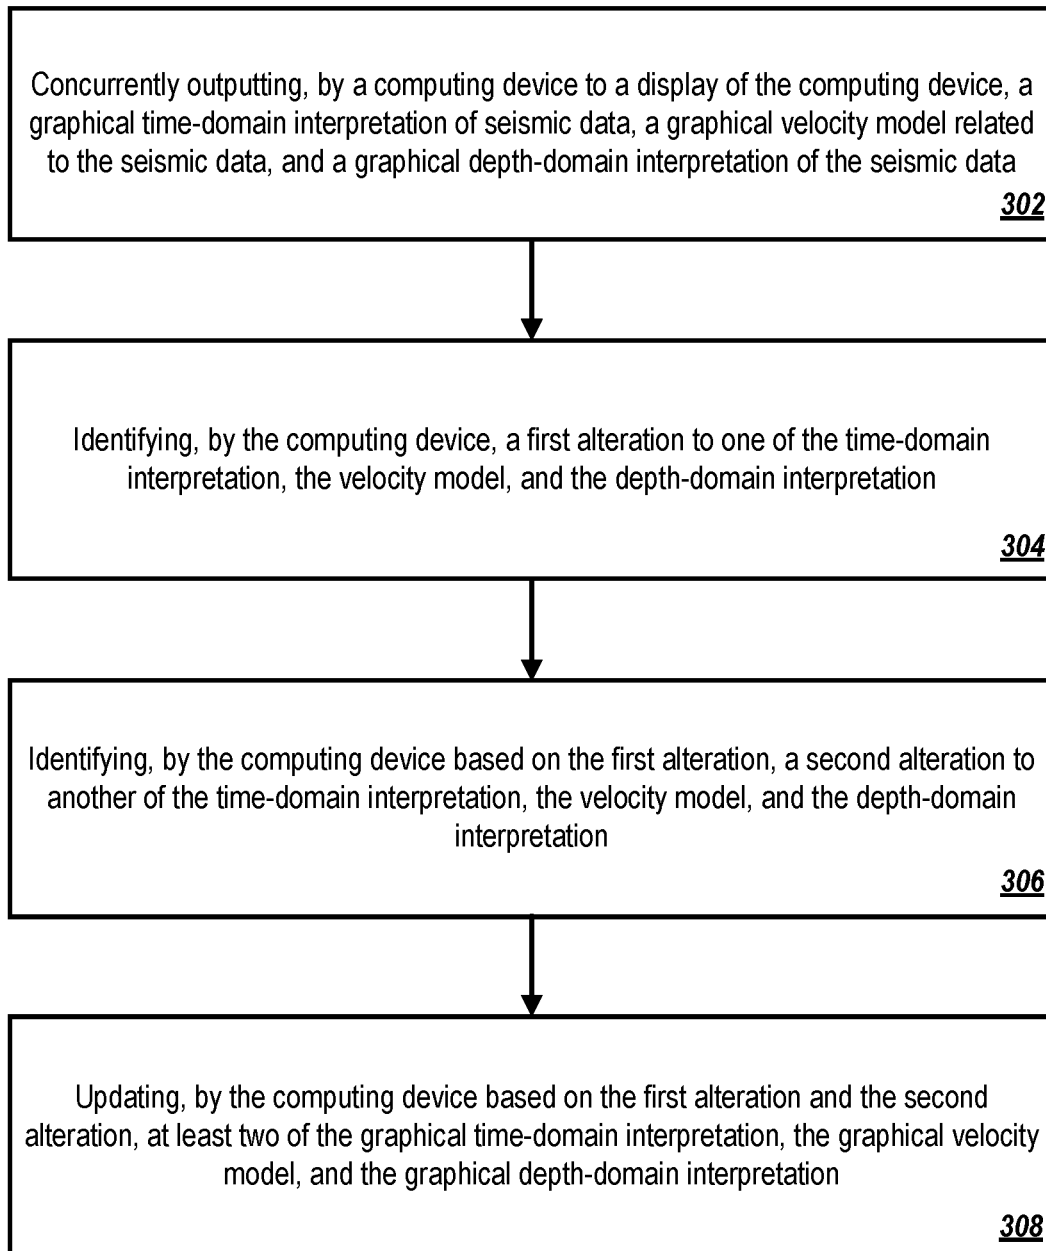 Concurrently outputting, by a computing device to a display of the computing device, a
graphical time-domain interpretation of seismic data, a graphical velocity model related
to the seismic data, and a graphical depth-domain interpretation of the seismic data
302
Identifying, by the computing device, a first alteration to one of the time-domain
interpretation, the velocity model, and the depth-domain interpretation
304
Identifying, by the computing device based on the first alteration, a second alteration to
another of the time-domain interpretation, the velocity model, and the depth-domain
interpretation
306
Updating, by the computing device based on the first alteration and the second
alteration, at least two of the graphical time-domain interpretation, the graphical velocity
model, and the graphical depth-domain interpretation
308